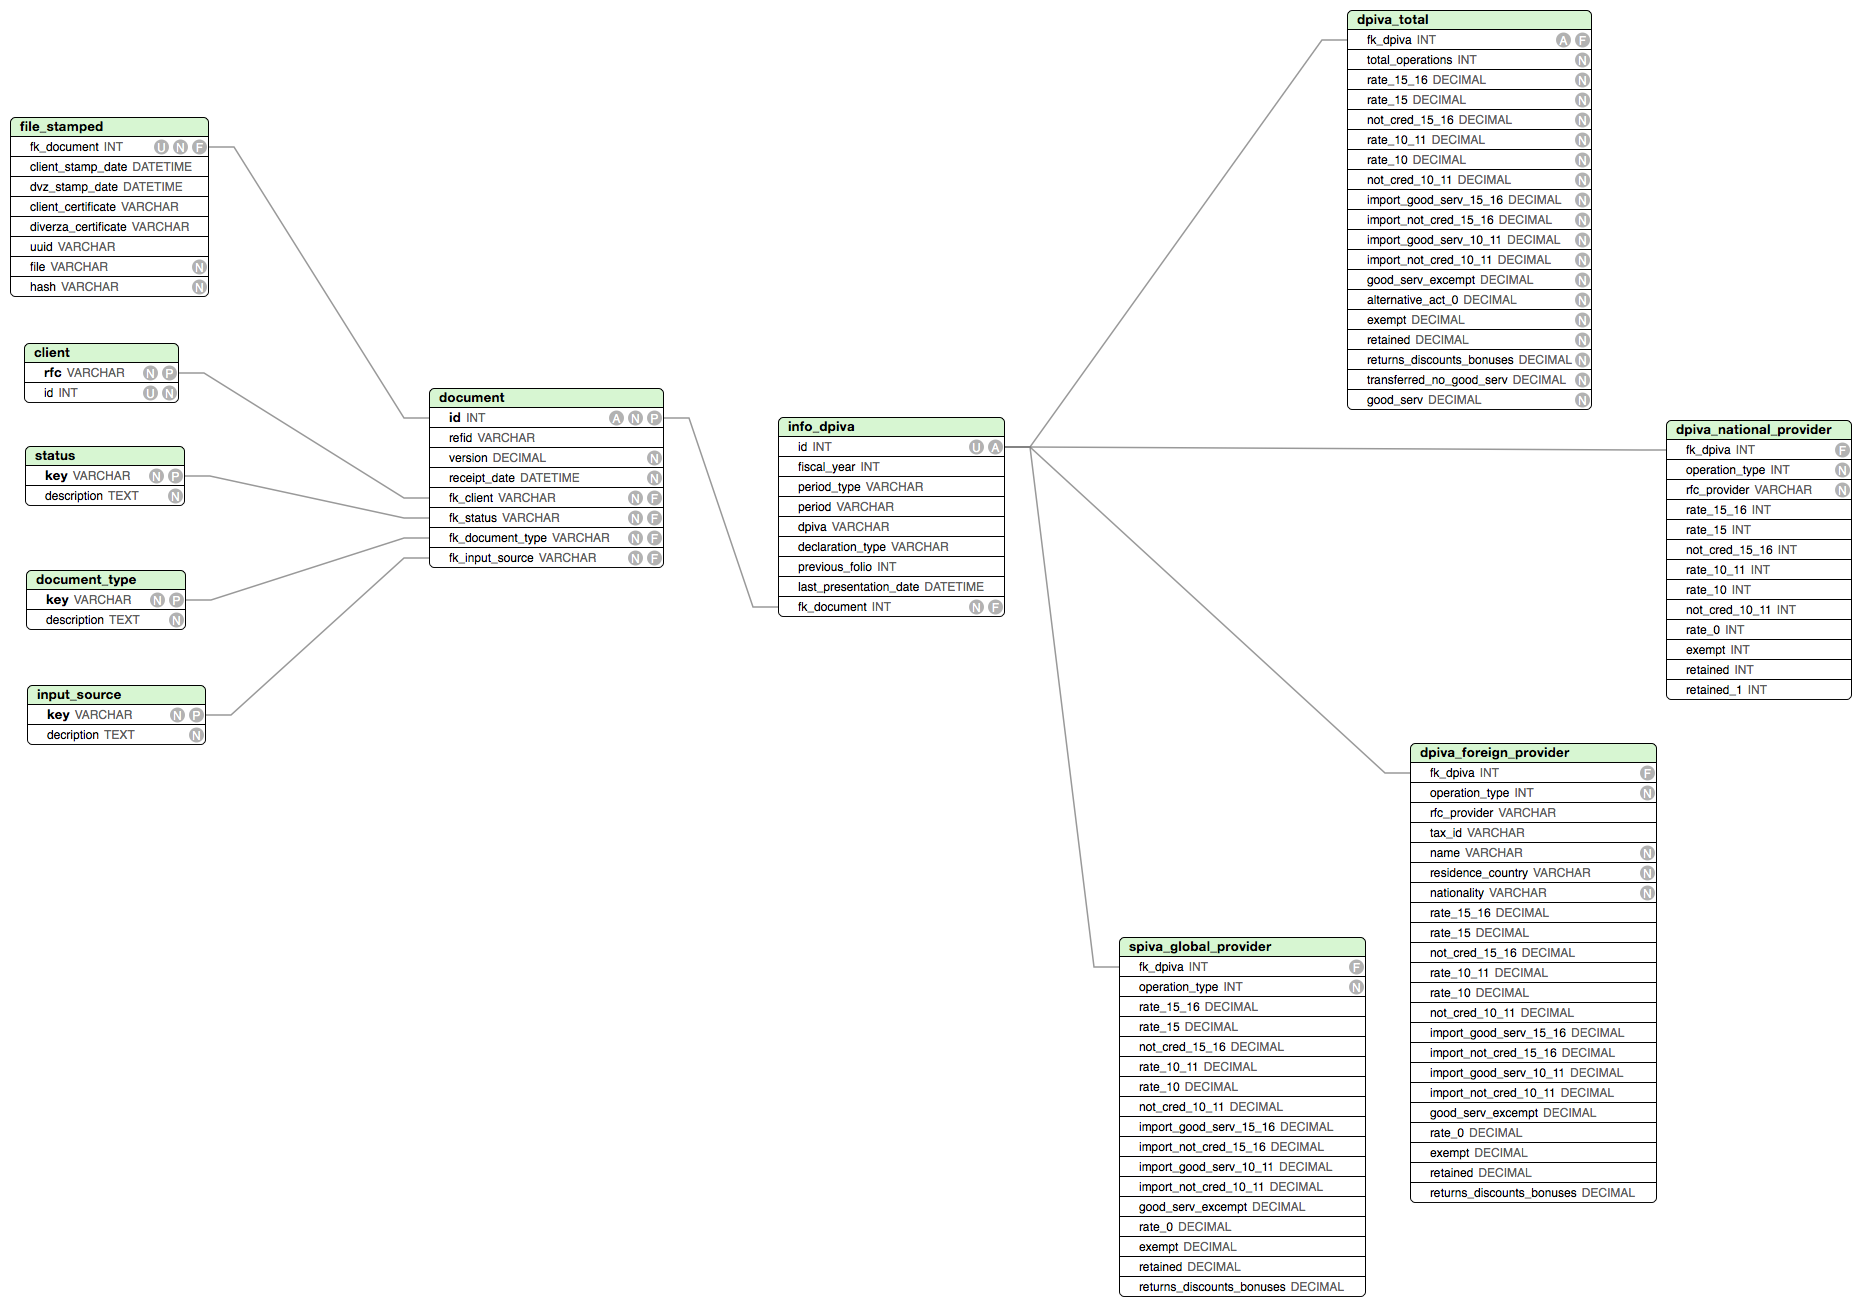 file_stamped
fk_document INT U N F
client_stamp_date DATETIME
dvz_stamp_date DATETIME
client_certificate VARCHAR
diverza_certificate VARCHAR
uuid VARCHAR
file VARCHAR N
hash VARCHAR N
client
rfc VARCHAR N P
id INT U N
status
key VARCHAR N P
description TEXT N
document_type
key VARCHAR N P
description TEXT N
input_source
key VARCHAR N P
decription TEXT N
document
id INT A N P
refid VARCHAR
version DECIMAL N
receipt_date DATETIME N
fk_client VARCHAR N F
fk_status VARCHAR N F
fk_document_type VARCHAR N F
fk_input_source VARCHAR N F
info_dpiva
id INT U A
fiscal_year INT
period_type VARCHAR
period VARCHAR
dpiva VARCHAR
declaration_type VARCHAR
previous_folio INT
last_presentation_date DATETIME
fk_document INT N F
dpiva_total
fk_dpiva INT A F
total_operations INT N
rate_15_16 DECIMAL N
rate_15 DECIMAL N
not_cred_15_16 DECIMAL N
rate_10_11 DECIMAL N
rate_10 DECIMAL N
not_cred_10_11 DECIMAL N
import_good_serv_15_16 DECIMAL N
import_not_cred_15_16 DECIMAL N
import_good_serv_10_11 DECIMAL N
import_not_cred_10_11 DECIMAL N
good_serv_excempt DECIMAL N
alternative_act_0 DECIMAL N
exempt DECIMAL N
retained DECIMAL N
returns_discounts_bonuses DECIMAL N
transferred_no_good_serv DECIMAL N
good_serv DECIMAL N
dpiva_national_provider
fk_dpiva INT F
operation_type INT N
rfc_provider VARCHAR N
rate_15_16 INT
rate_15 INT
not_cred_15_16 INT
rate_10_11 INT
rate_10 INT
not_cred_10_11 INT
rate_0 INT
exempt INT
retained INT
retained_1 INT
dpiva_foreign_provider
fk_dpiva INT F
operation_type INT N
rfc_provider VARCHAR
tax_id VARCHAR
name VARCHAR N
residence_country VARCHAR N
nationality VARCHAR N
rate_15_16 DECIMAL
rate_15 DECIMAL
not_cred_15_16 DECIMAL
rate_10_11 DECIMAL
rate_10 DECIMAL
not_cred_10_11 DECIMAL
import_good_serv_15_16 DECIMAL
import_not_cred_15_16 DECIMAL
import_good_serv_10_11 DECIMAL
import_not_cred_10_11 DECIMAL
good_serv_excempt DECIMAL
rate_0 DECIMAL
exempt DECIMAL
retained DECIMAL
returns_discounts_bonuses DECIMAL
spiva_global_provider
fk_dpiva INT F
operation_type INT N
rate_15_16 DECIMAL
rate_15 DECIMAL
not_cred_15_16 DECIMAL
rate_10_11 DECIMAL
rate_10 DECIMAL
not_cred_10_11 DECIMAL
import_good_serv_15_16 DECIMAL
import_not_cred_15_16 DECIMAL
import_good_serv_10_11 DECIMAL
import_not_cred_10_11 DECIMAL
good_serv_excempt DECIMAL
rate_0 DECIMAL
exempt DECIMAL
retained DECIMAL
returns_discounts_bonuses DECIMAL